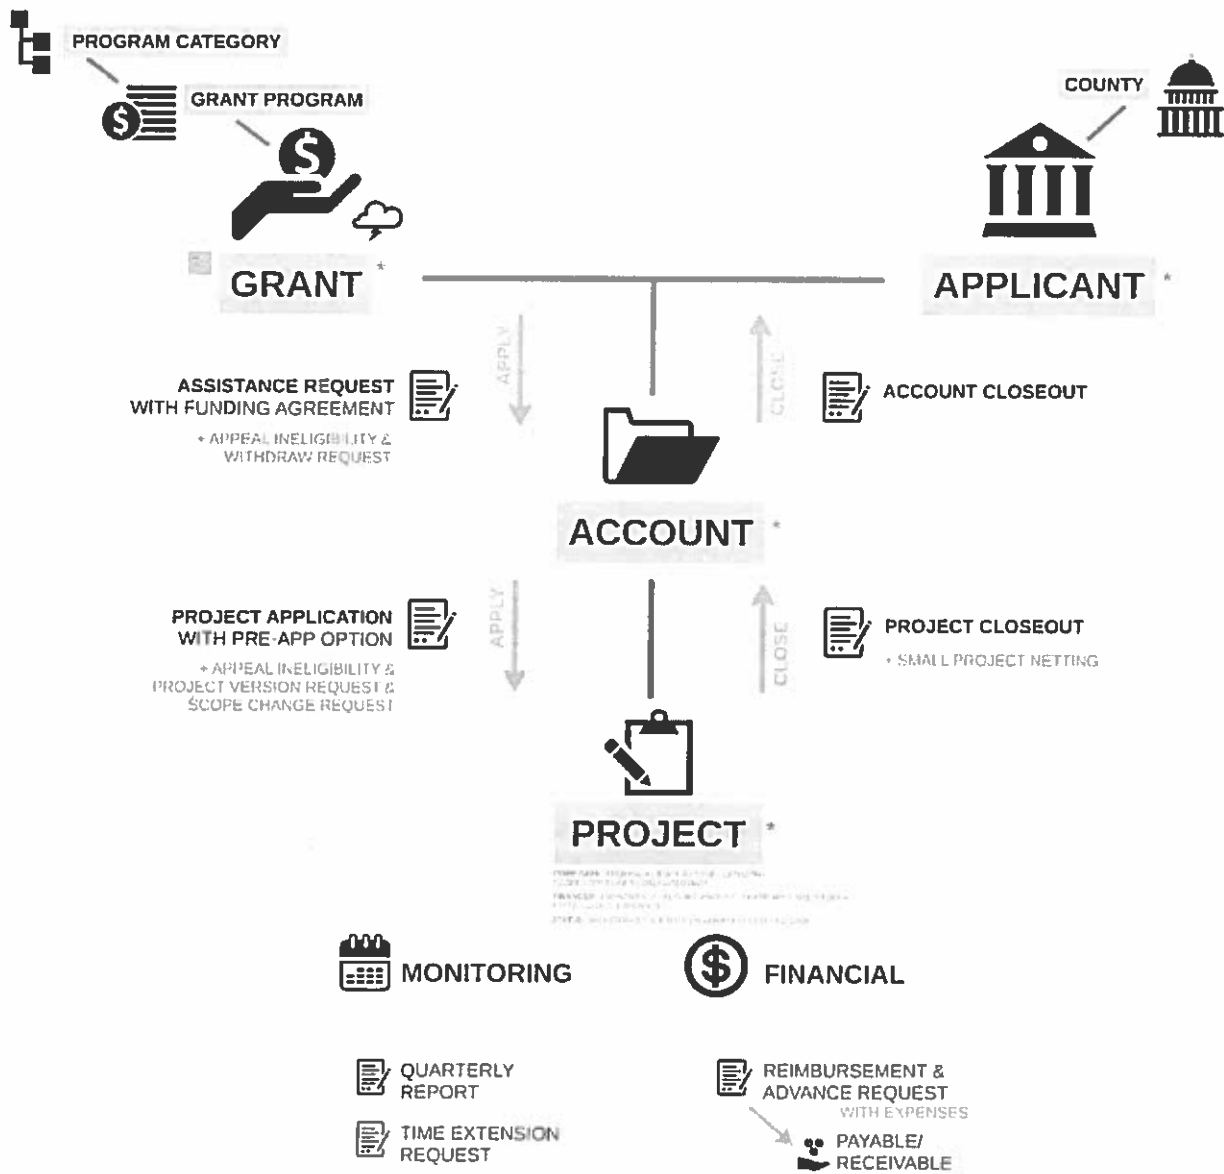 PROGRAM CATEGORY
GRANT PROGRAM
COUNTY
GRANT *
APPLICANT *
APPLY
CLOSE
ASSISTANCE REQUEST
WITH FUNDING AGREEMENT
+ APPEAL INELIGIBILITY &
WITHDRAW REQUEST
ACCOUNT CLOSEOUT
ACCOUNT *
APPLY
CLOSE
PROJECT APPLICATION
WITH PRE-APP OPTION
+ APPEAL INELIGIBILITY &
PROJECT VERSION REQUEST &
SCOPE CHANGE REQUEST
PROJECT CLOSEOUT
+ SMALL PROJECT NETTING
PROJECT *
MONITORING
FINANCIAL
QUARTERLY
REPORT
TIME EXTENSION
REQUEST
REIMBURSEMENT &
ADVANCE REQUEST
WITH EXPENSES
PAYABLE/
RECEIVABLE